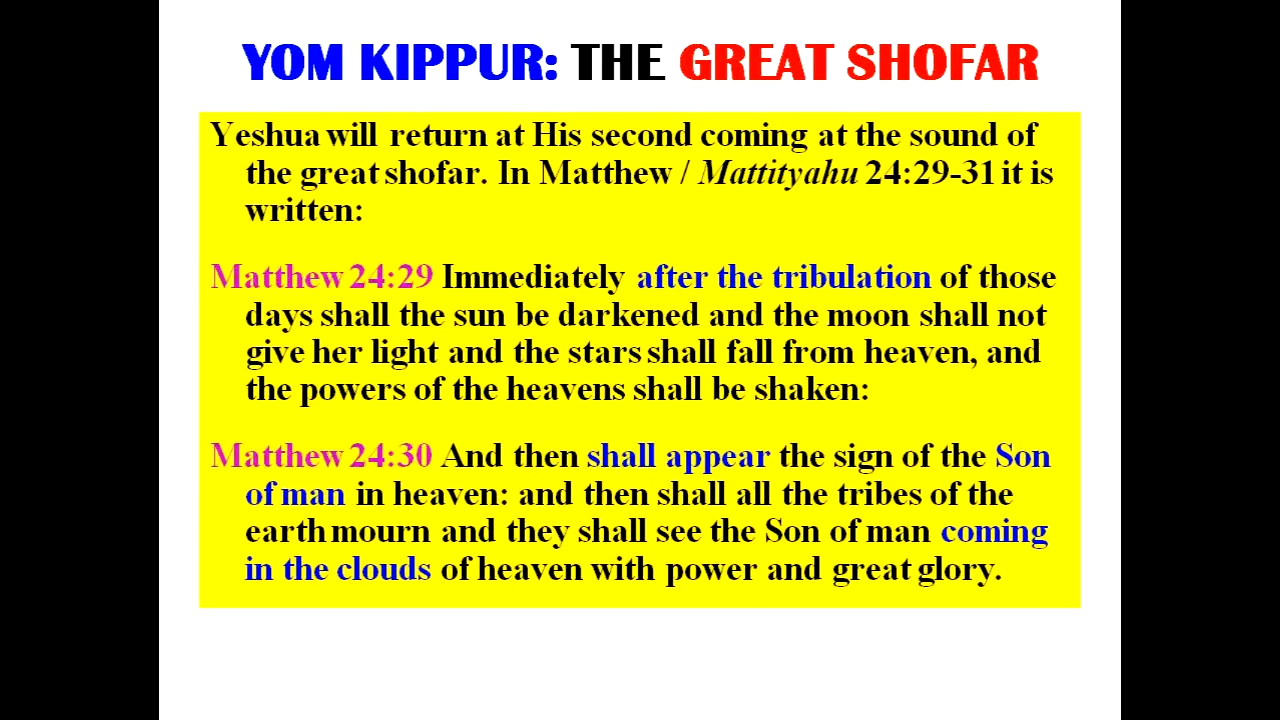 YOM KIPPUR: THE GREAT SHOFAR
Yeshua will return at His second coming at the sound of
the great shofar. In Matthew / Mattityahu 24:29-31 it is
written:
Matthew 24:29 Immediately after the tribulation of those
days shall the sun be darkened and the moon shall not
give her light and the stars shall fall from heaven, and
the powers of the heavens shall be shaken:
Matthew 24:30 And then shall appear the sign of the Son
of man in heaven: and then shall all the tribes of the
earth mourn and they shall see the Son of man coming
in the clouds of heaven with power and great glory.